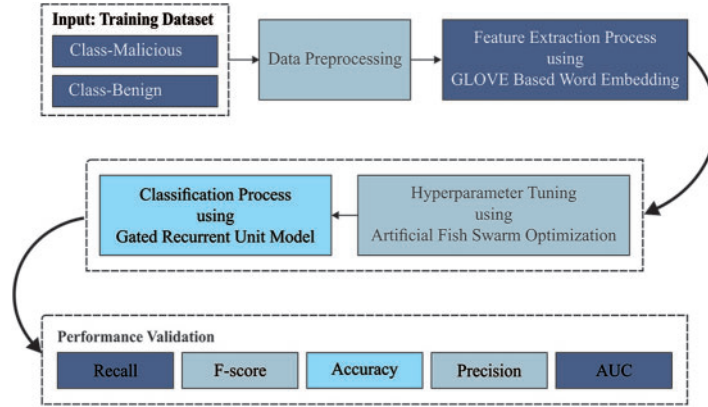 Input: Training Dataset
Class-Malicious
Class-Benign
Data Preprocessing
Feature Extraction Process
using
GLOVE Based Word Embedding
Classification Process
using
Gated Recurrent Unit Model
Hyperparameter Tuning
using
Artificial Fish Swarm Optimization
Performance Validation
Recall
F-score
Accuracy
Precision
AUC